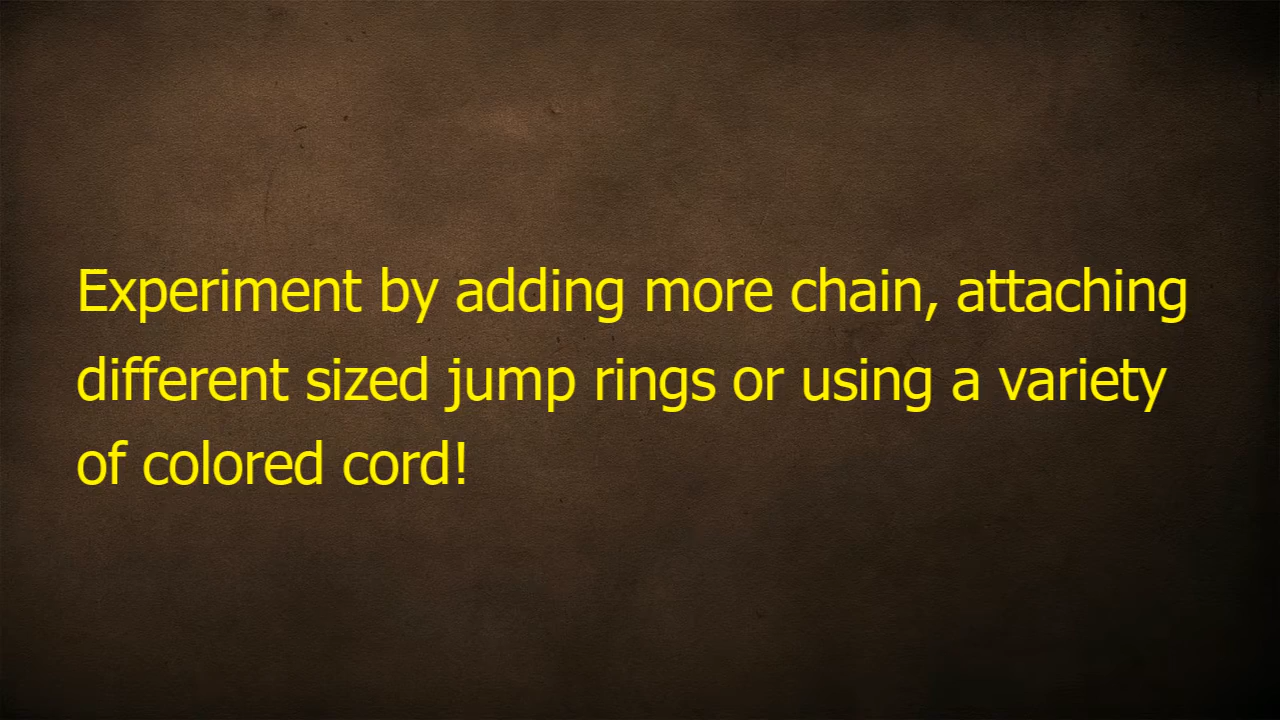 Experiment by adding more chain, attaching
different sized jump rings or using a variety
of colored cord!